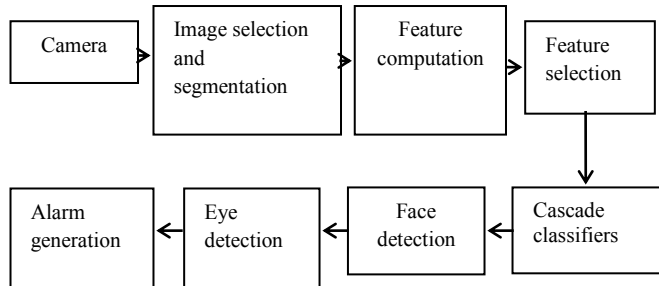 Camera
Image selection
and
segmentation
Feature
computation
Feature
selection
Alarm
generation
Eye
detection
Face
detection
Cascade
classifiers